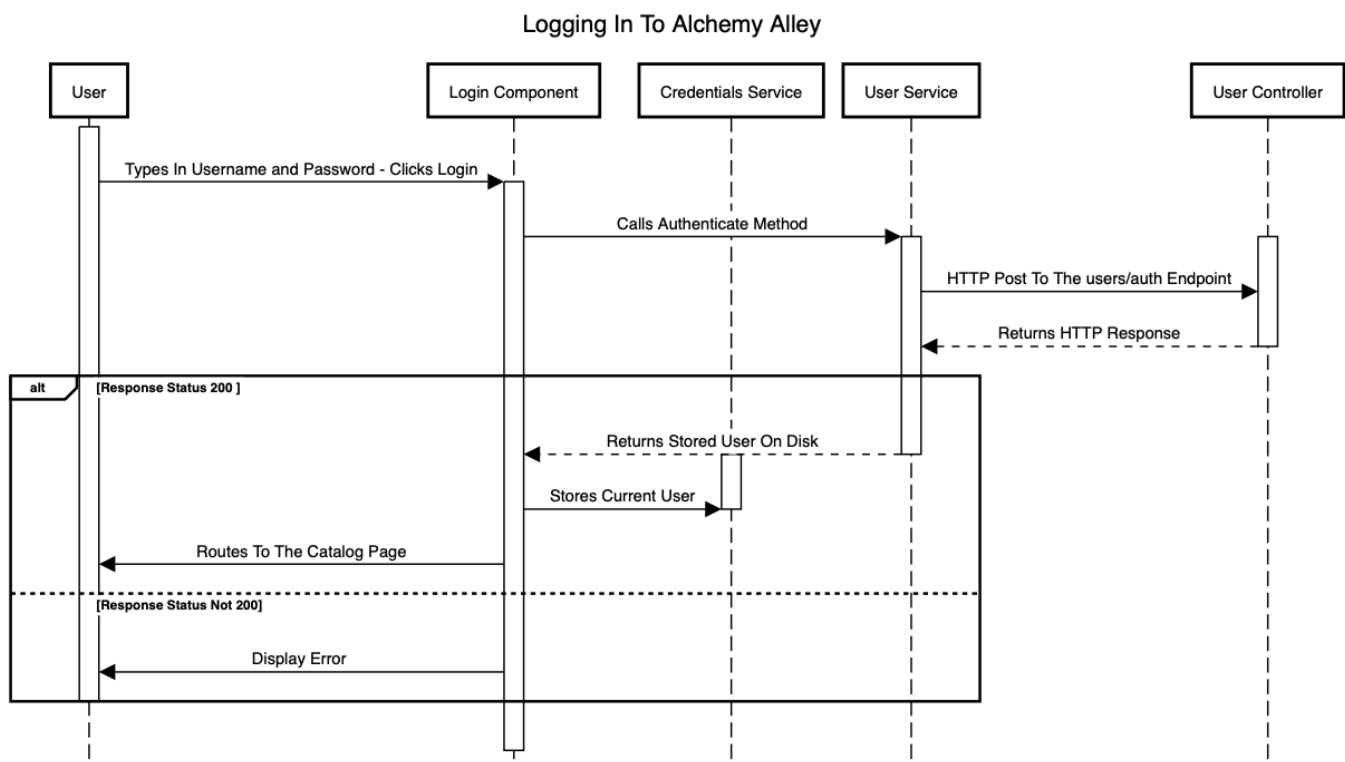 Logging In To Alchemy Alley
User
Login Component
Credentials Service
User Service
User Controller
Types In Username and Password - Clicks Login
Calls Authenticate Method
HTTP Post To The users/auth Endpoint
Returns HTTP Response
alt
[Response Status 200 ]
Returns Stored User On Disk
Stores Current User
Routes To The Catalog Page
[Response Status Not 200]
Display Error